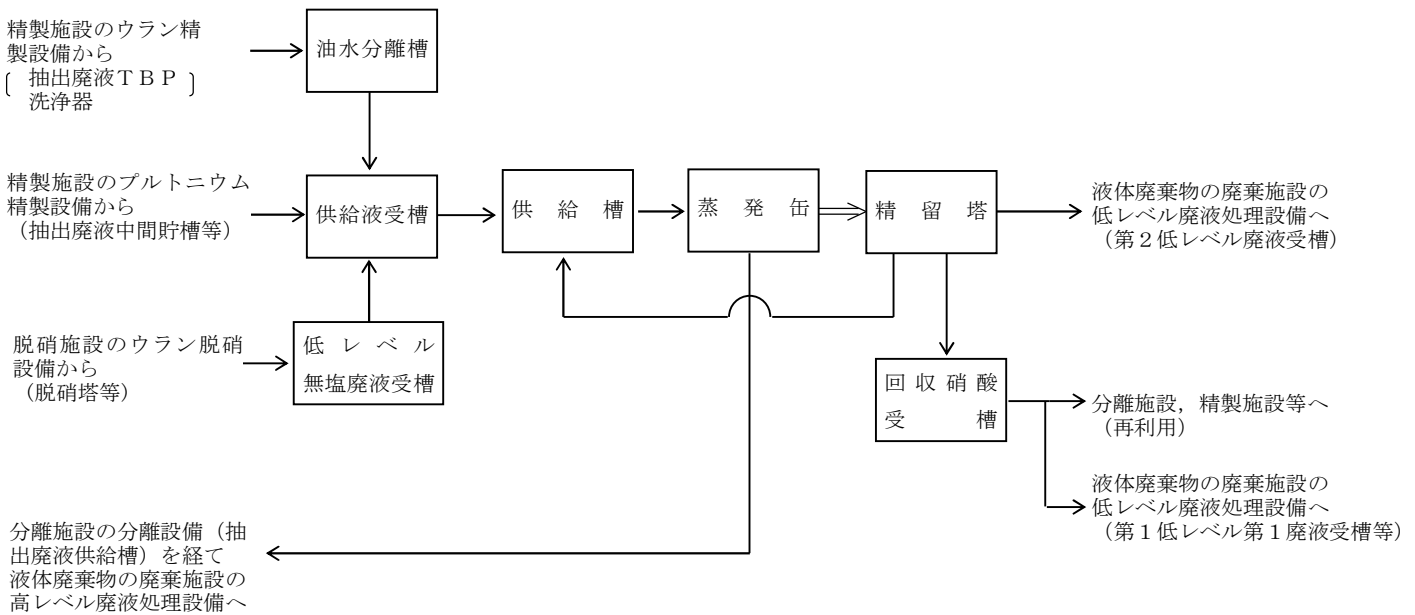 精製施設のウラン精
製設備から
抽出廃液TBP
洗浄器
油水分離槽
精製施設のプルトニウム
精製設備から
(抽出廃液中間貯槽等)
供給液受槽
供給槽
蒸発缶
精留塔
液体廃棄物の廃棄施設の
低レベル廃液処理設備へ
(第2低レベル廃液受槽)
脱硝施設のウラン脱硝
設備から
(脱硝塔等)
低レベル
無塩廃液受槽
回収硝酸
受槽
分離施設,精製施設等へ
(再利用)
液体廃棄物の廃棄施設の
低レベル廃液処理設備へ
(第1低レベル第1廃液受槽等)
分離施設の分離設備(抽
出廃液供給槽)を経て
液体廃棄物の廃棄施設の
高レベル廃液処理設備へ